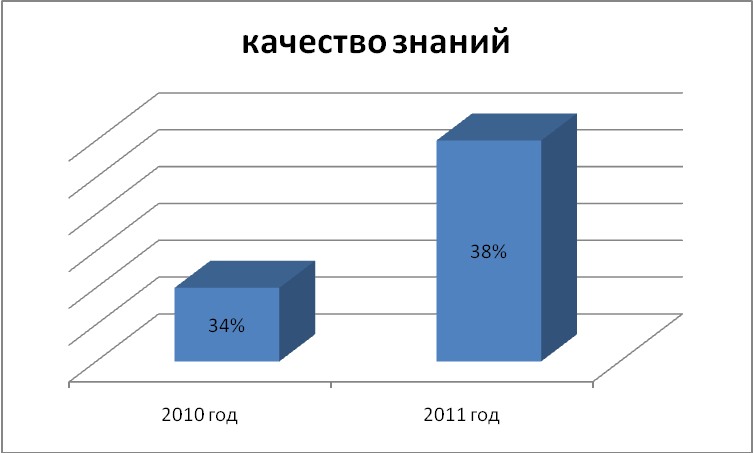 качество знаний
38%
34%
2010 год
2011 год